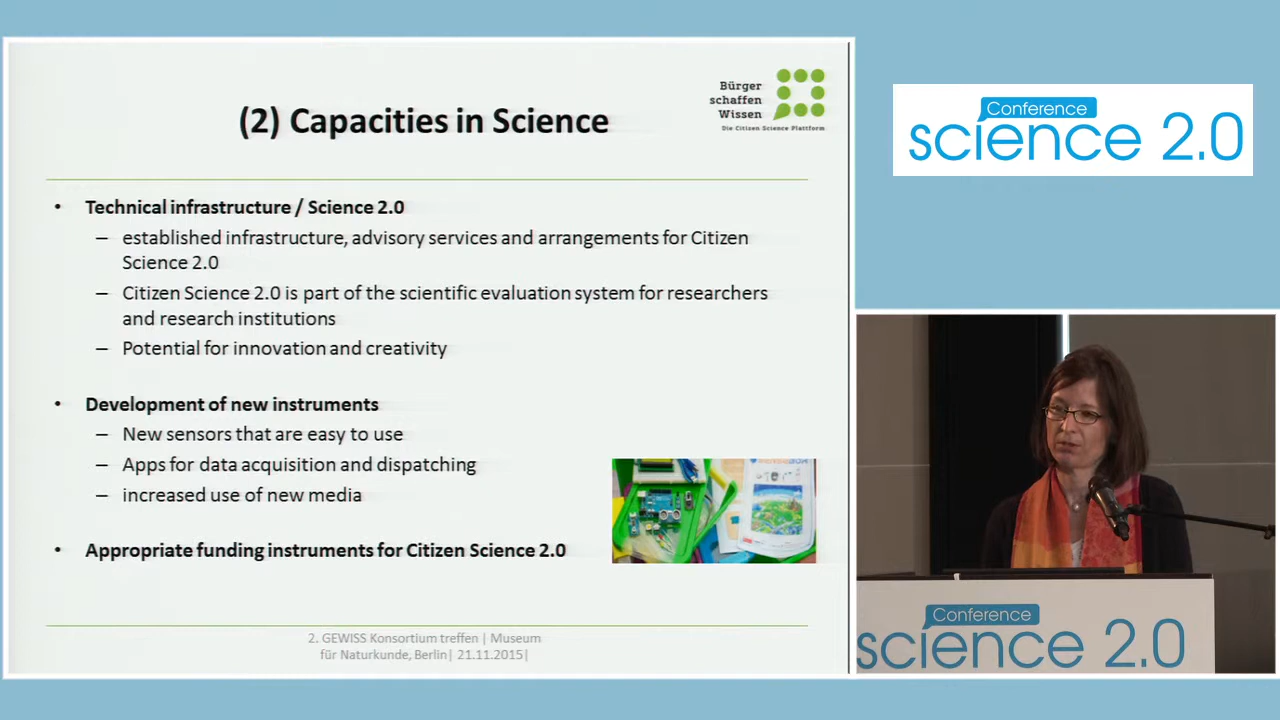 (2) Capacities in Science
Bürger
schaffen
Wissen
Die Citizen Science Plattform
• Technical infrastructure / Science 2.0
– established infrastructure, advisory services and arrangements for Citizen
Science 2.0
– Citizen Science 2.0 is part of the scientific evaluation system for researchers
and research institutions
– Potential for innovation and creativity
• Development of new instruments
– New sensors that are easy to use
– Apps for data acquisition and dispatching
– increased use of new media
• Appropriate funding instruments for Citizen Science 2.0
2. GEWISS Konsortium treffen | Museum
für Naturkunde, Berlin| 21.11.2015|
Conference
science 2.0
Conference
science 2.0